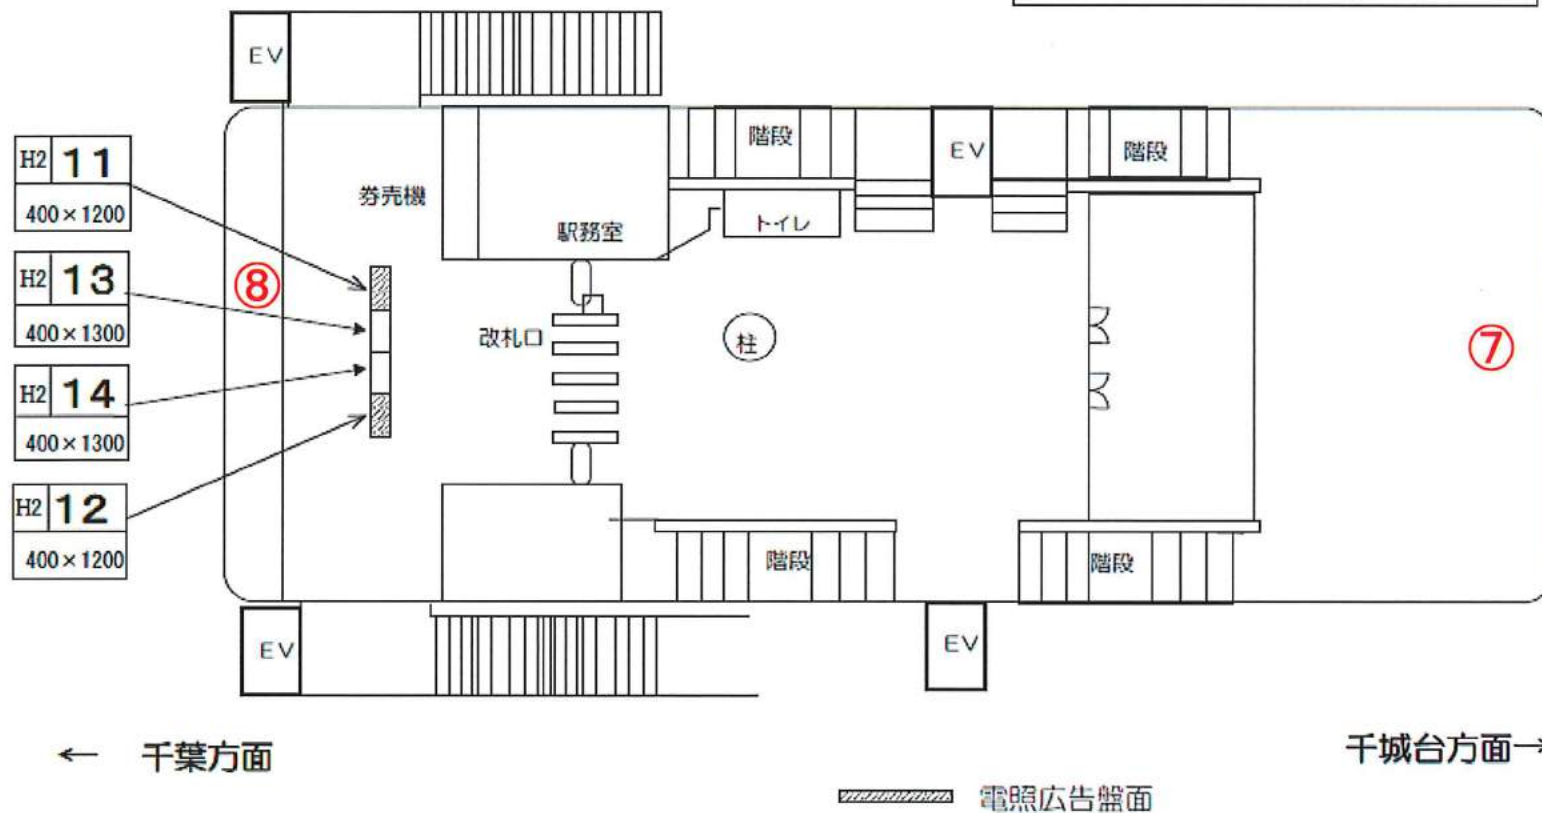 EV
階段
EV
階段
H2 11
400×1200
券売機
駅務室
トイレ
H2 13
400×1300
⑧
改札口
柱
⑦
H2 14
400×1300
H2 12
400×1200
階段
階段
EV
EV
← 千葉方面
千城台方面→
電照広告盤面